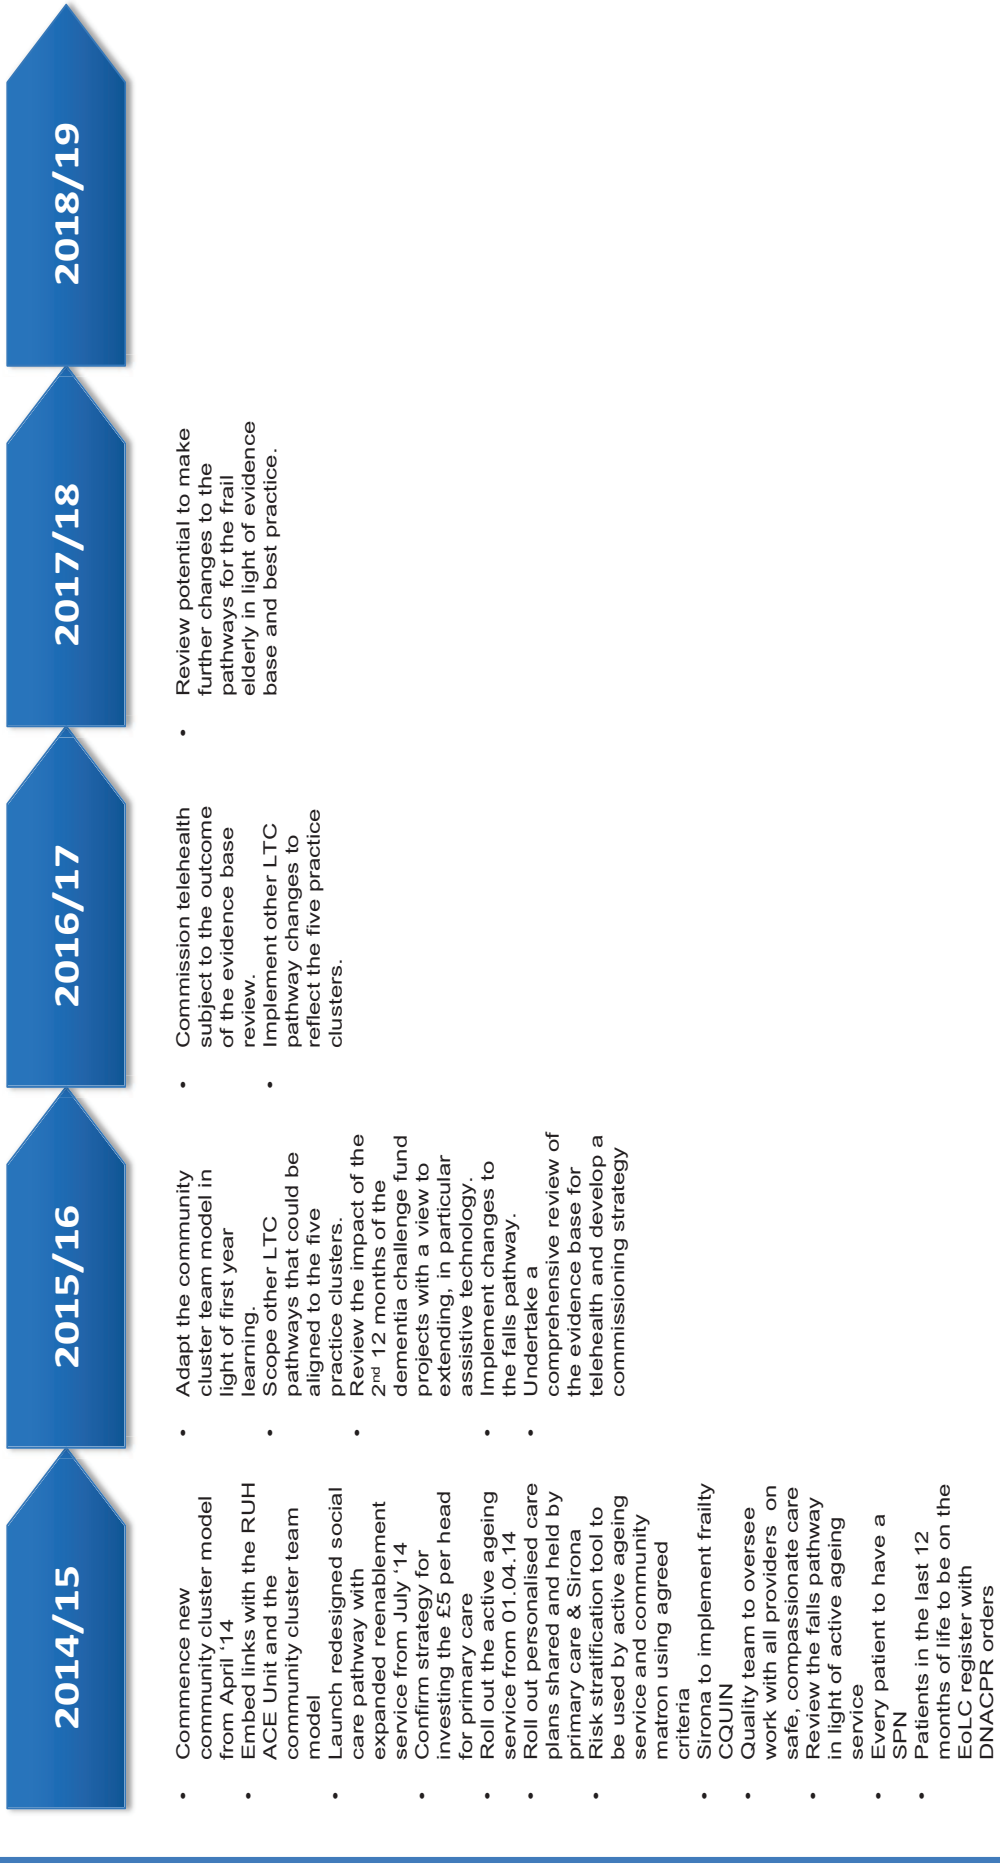 2014/15
2015/16
2016/17
2017/18
2018/19
• Commence new
community cluster model
from April ‘14
• Embed links with the RUH
ACE Unit and the
community cluster team
model
• Launch redesigned social
care pathway with
expanded reenablement
service from July ‘14
• Confirm strategy for
investing the £5 per head
for primary care
• Roll out the active ageing
service from 01.04.14
• Roll out personalised care
plans shared and held by
primary care & Sirona
• Risk stratification tool to
be used by active ageing
service and community
matron using agreed
criteria
• Sirona to implement frailty
CQUIN
• Quality team to oversee
work with all providers on
safe, compassionate care
• Review the falls pathway
in light of active ageing
service
• Every patient to have a
SPN
• Patients in the last 12
months of life to be on the
EoLC register with
DNACPR orders
• Adapt the community
cluster team model in
light of first year
learning.
• Scope other LTC
pathways that could be
aligned to the five
practice clusters.
• Review the impact of the
2nd 12 months of the
dementia challenge fund
projects with a view to
extending, in particular
assistive technology.
• Implement changes to
the falls pathway.
• Undertake a
comprehensive review of
the evidence base for
telehealth and develop a
commissioning strategy
• Commission telehealth
subject to the outcome
of the evidence base
review.
• Implement other LTC
pathway changes to
reflect the five practice
clusters.
• Review potential to make
further changes to the
pathways for the frail
elderly in light of evidence
base and best practice.